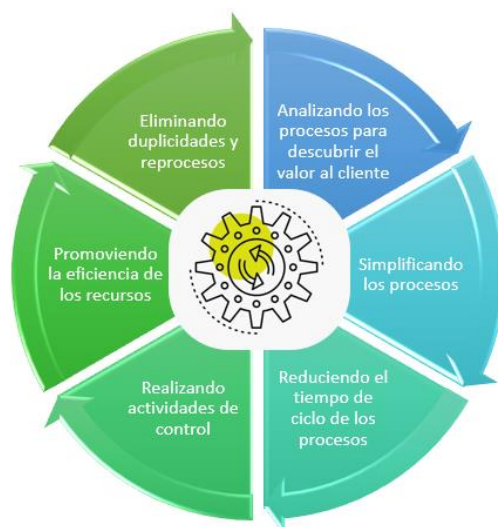 Analizando los
procesos para
descubrir el
valor al cliente
Simplificando
los procesos
Reduciendo el
tiempo de
ciclo de los
procesos
Realizando
actividades de
control
Promoviendo
la eficiencia de
los recursos
Eliminando
duplicidades y
reprocesos